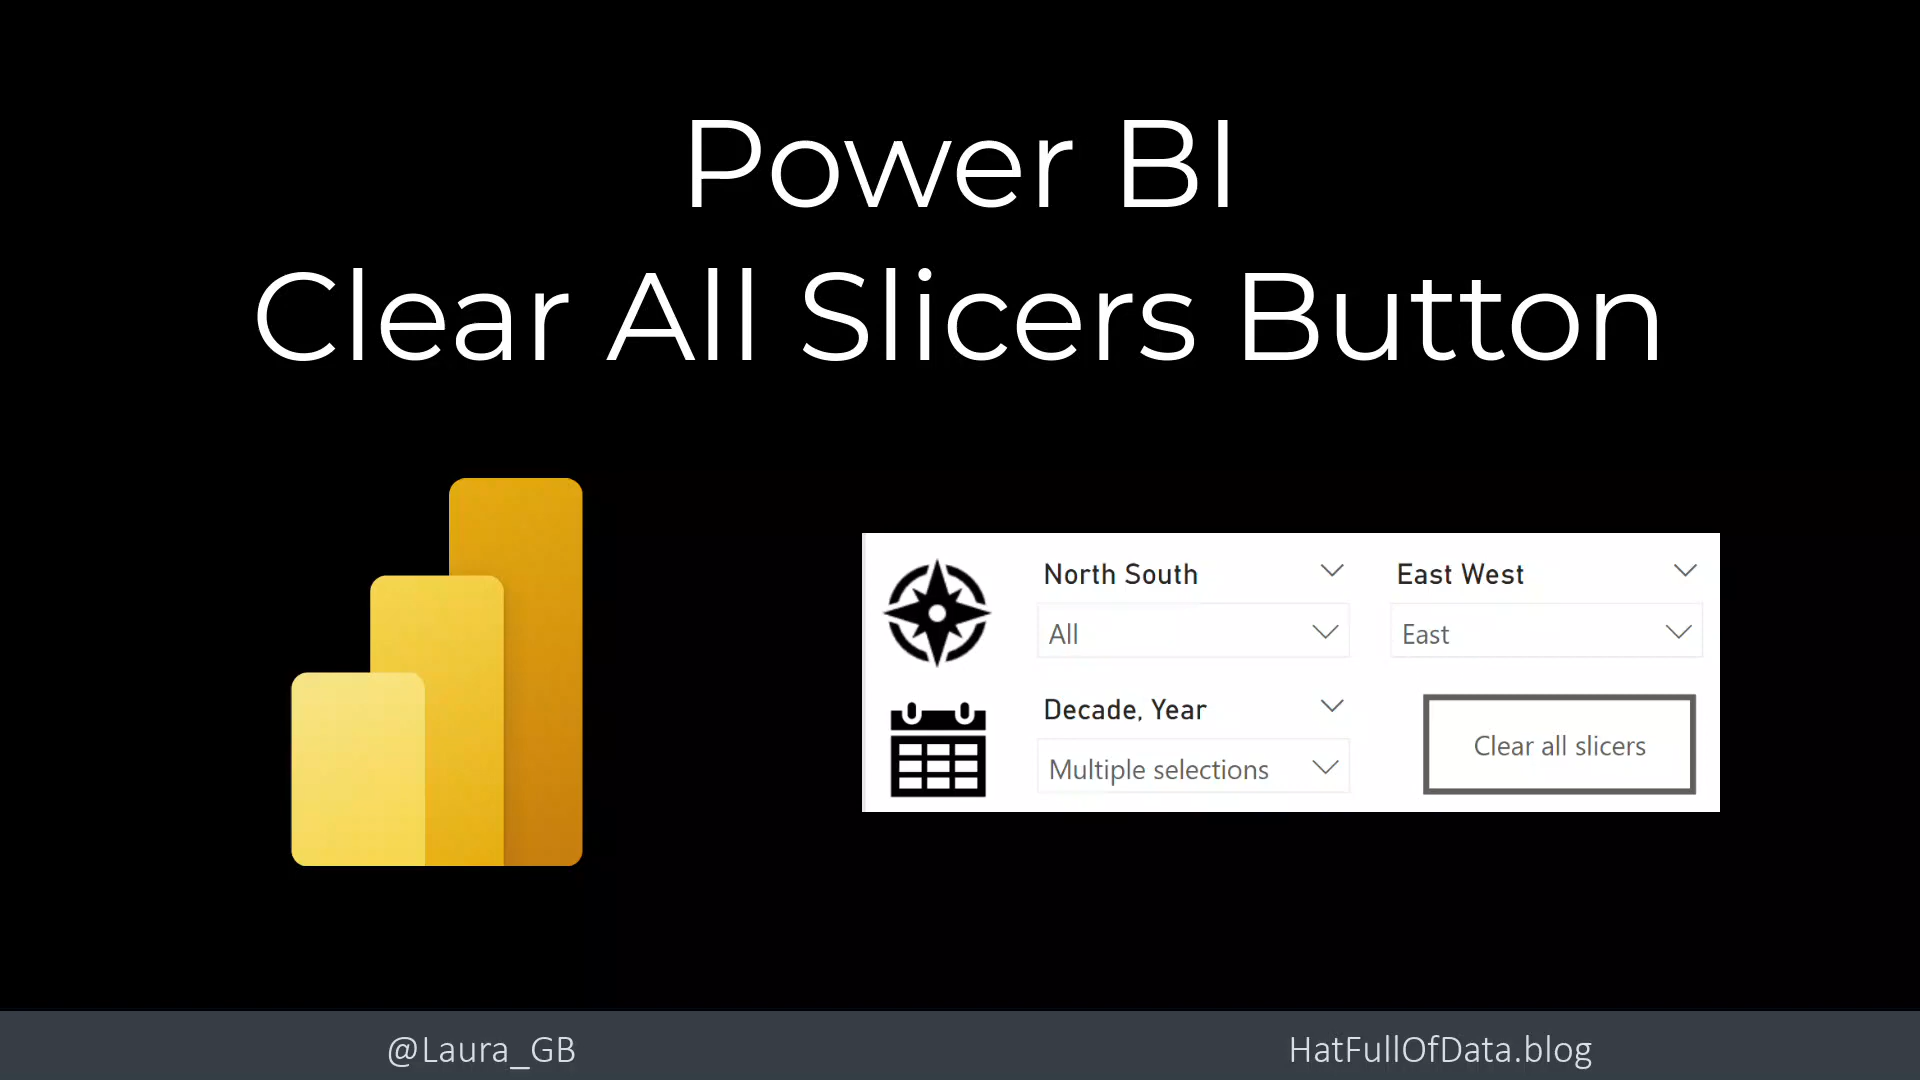 Power BI
Clear All Slicers Button
North South
East West
All
East
Decade, Year
Multiple selections
Clear all slicers
@Laura_GB
HatFullOfData.blog